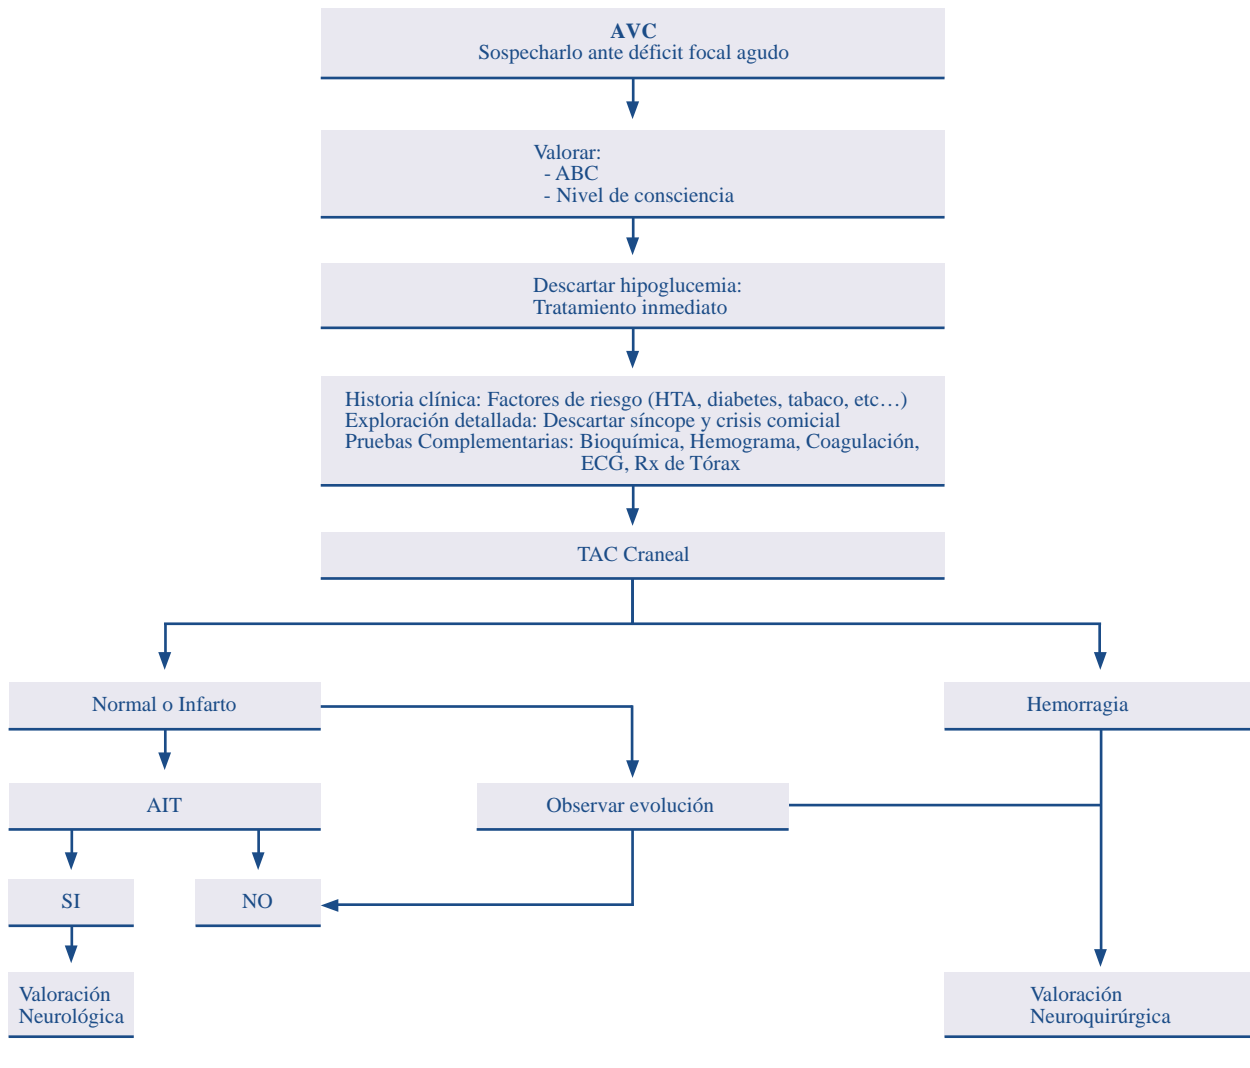 AVC
Sospecharlo ante déficit focal agudo
Valorar:
- ABC
- Nivel de consciencia
Descartar hipoglucemia:
Tratamiento inmediato
Historia clínica: Factores de riesgo (HTA, diabetes, tabaco, etc…)
Exploración detallada: Descartar síncope y crisis comicial
Pruebas Complementarias: Bioquímica, Hemograma, Coagulación,
ECG, Rx de Tórax
TAC Craneal
Normal o Infarto
Hemorragia
AIT
Observar evolución
SI
NO
Valoración
Neurológica
Valoración
Neuroquirúrgica